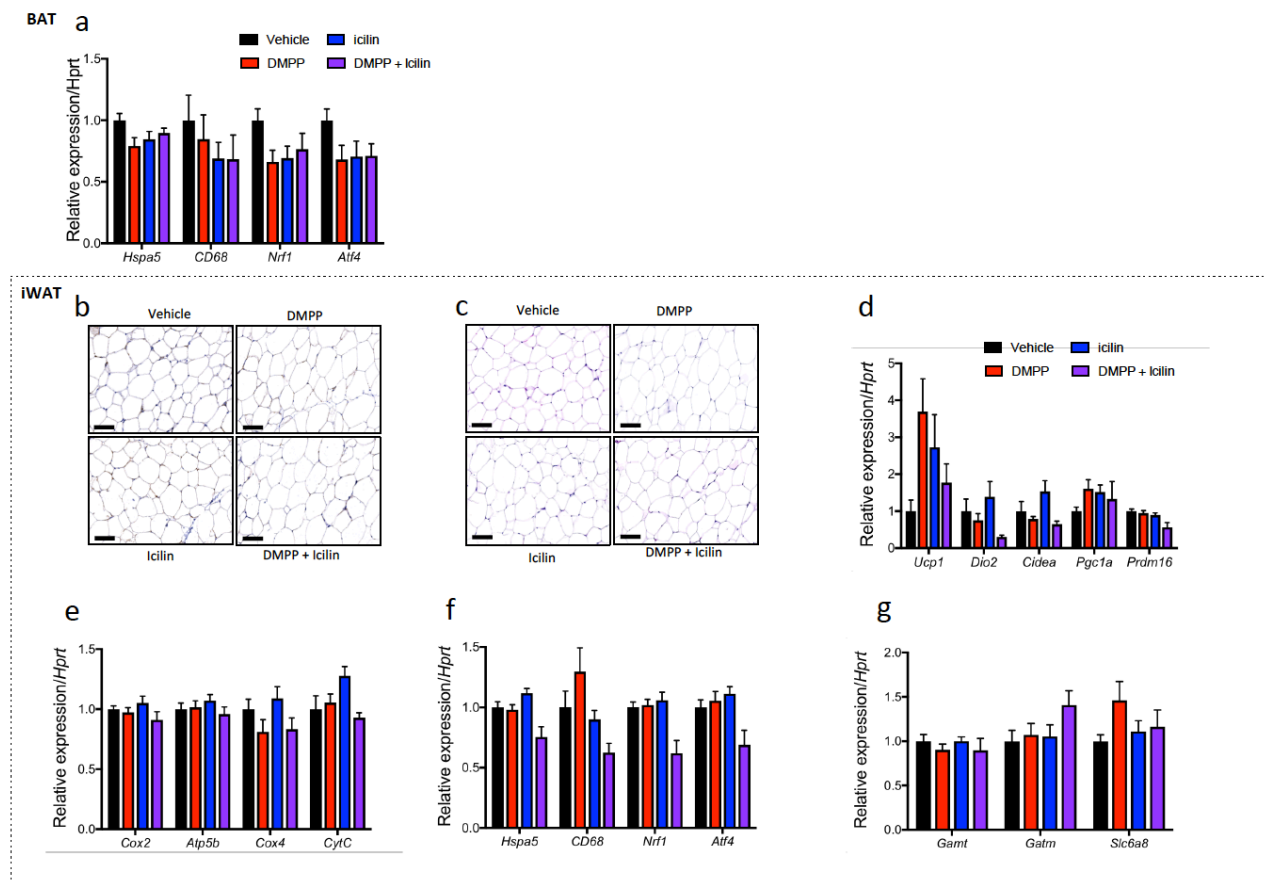 BAT
a
Vehicle
icilin
DMPP
DMPP + Icilin
Relative expression/Hprt
1.5
1.0
0.5
0.0
Hspa5 CD68 Nrf1 Atf4
iWAT
b
Vehicle DMPP
Icilin DMPP + Icilin
c
Vehicle DMPP
Icilin DMPP + Icilin
d
Vehicle
icilin
DMPP
DMPP + Icilin
Relative expression/Hprt
5
4
3
2
1
0
Ucp1 Dio2 Cidea Pgc1a Prdm16
e
Relative expression/Hprt
1.5
1.0
0.5
0.0
Cox2 Atp5b Cox4 CytC
f
Relative expression/Hprt
1.5
1.0
0.5
0.0
Hspa5 CD68 Nrf1 Atf4
g
Relative expression/Hprt
2.0
1.5
1.0
0.5
0.0
Gamt Gatm Slc6a8